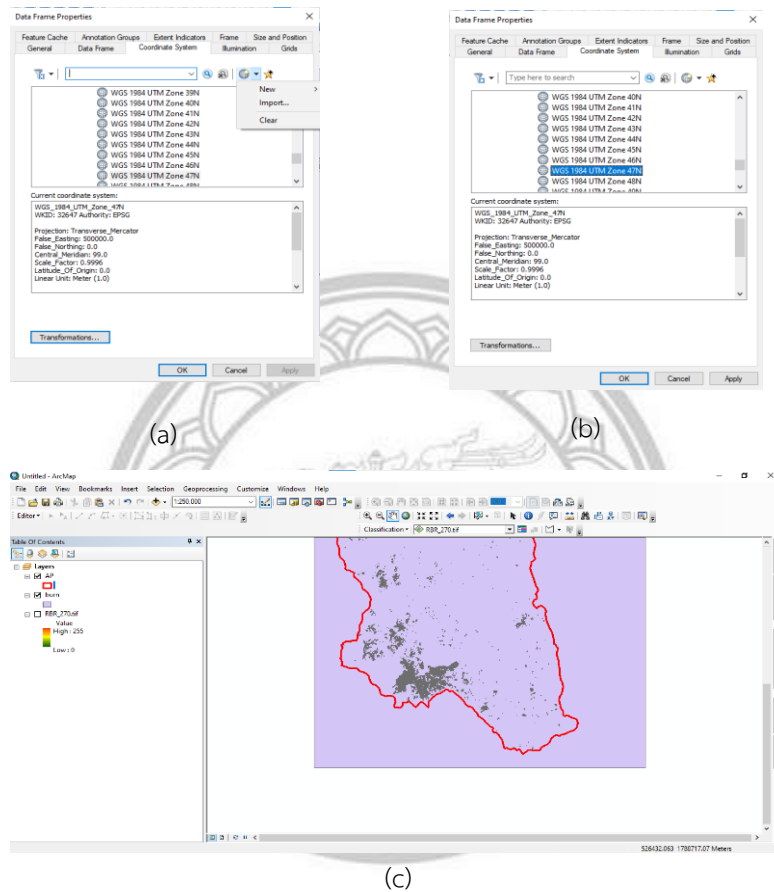 Data Frame Properties
Feature Cache Annotation Groups Extent Indicators Frame Size and Position
General Data Frame Coordinate System Illumination Grids
New
Import...
Clear
WGS 1984 UTM Zone 39N
WGS 1984 UTM Zone 40N
WGS 1984 UTM Zone 41N
WGS 1984 UTM Zone 42N
WGS 1984 UTM Zone 43N
WGS 1984 UTM Zone 44N
WGS 1984 UTM Zone 45N
WGS 1984 UTM Zone 46N
WGS 1984 UTM Zone 47N
WGS 1984 UTM Zone 48N
Current coordinate system:
WGS_1984_UTM_Zone_47N
WKID: 32647 Authority: EPSG
Projection: Transverse_Mercator
False_Easting: 500000.0
False_Northing: 0.0
Central_Meridian: 99.0
Scale_Factor: 0.9996
Latitude_Of_Origin: 0.0
Linear Unit: Meter (1.0)
Transformations...
OK Cancel Apply
(a)
Data Frame Properties
Feature Cache Annotation Groups Extent Indicators Frame Size and Position
General Data Frame Coordinate System Illumination Grids
Type here to search
WGS 1984 UTM Zone 40N
WGS 1984 UTM Zone 41N
WGS 1984 UTM Zone 42N
WGS 1984 UTM Zone 43N
WGS 1984 UTM Zone 44N
WGS 1984 UTM Zone 45N
WGS 1984 UTM Zone 46N
WGS 1984 UTM Zone 47N
WGS 1984 UTM Zone 48N
WGS 1984 UTM Zone 49N
Current coordinate system:
WGS_1984_UTM_Zone_47N
WKID: 32647 Authority: EPSG
Projection: Transverse_Mercator
False_Easting: 500000.0
False_Northing: 0.0
Central_Meridian: 99.0
Scale_Factor: 0.9996
Latitude_Of_Origin: 0.0
Linear Unit: Meter (1.0)
Transformations...
OK Cancel Apply
(b)
Untitled - ArcMap
File Edit View Bookmarks Insert Selection Geoprocessing Customize Windows Help
1:250,000
Editor
Classification RBR_270.tif
Table Of Contents
Layers
AP
burn
RBR_270.tif
Value
High : 255
Low : 0
526432.063 1788717.07 Meters
(c)